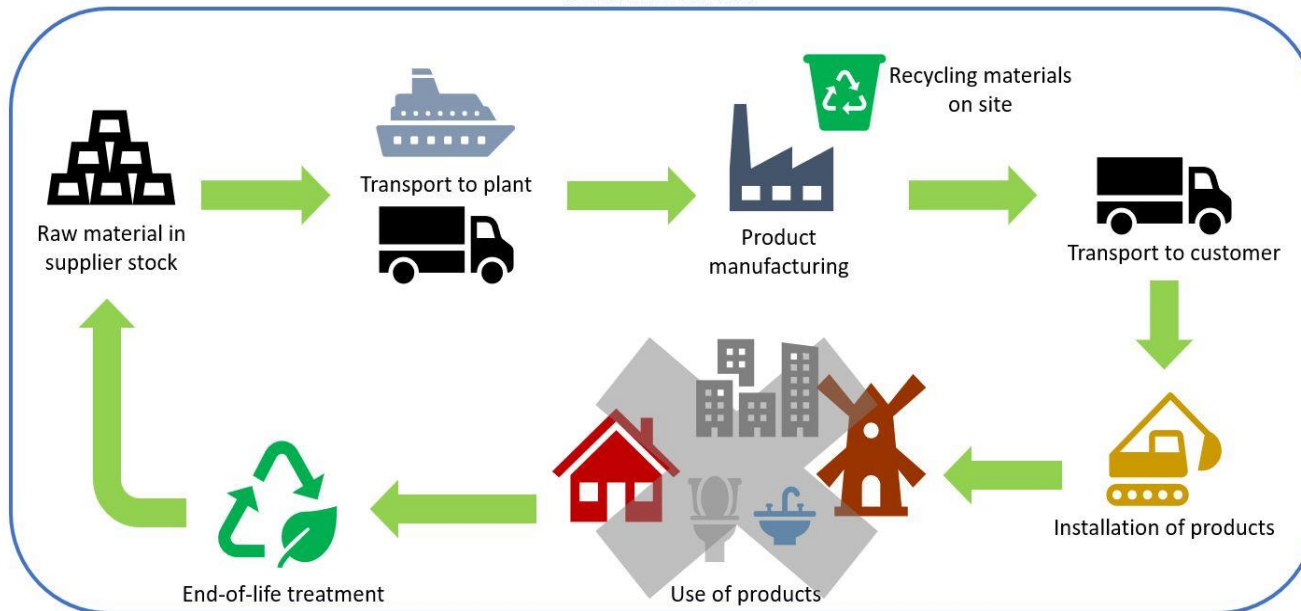 Recycling materials
on site
Transport to plant
Raw material in
supplier stock
Product
manufacturing
Transport to customer
Installation of products
End-of-life treatment
Use of products